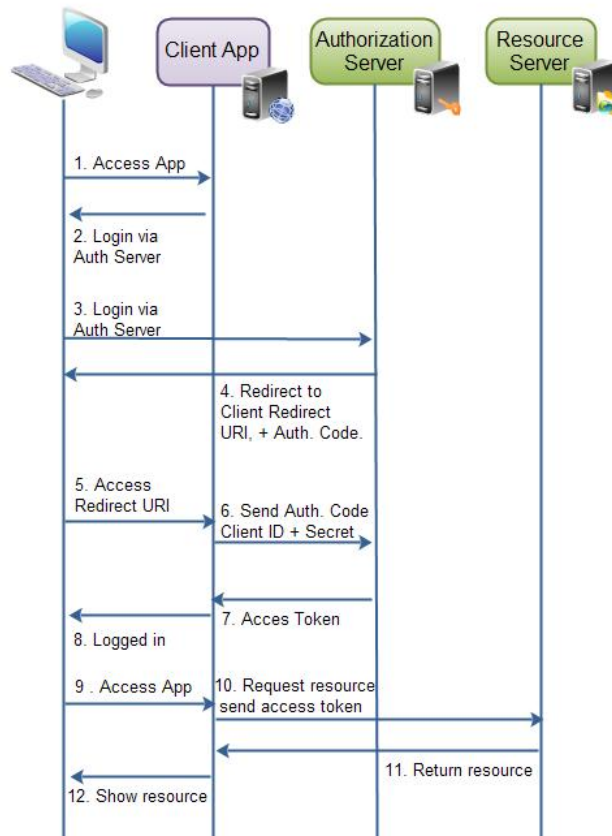 Client App
Authorization
Server
Resource
Server
1. Access App
2. Login via
Auth Server
3. Login via
Auth Server
4. Redirect to
Client Redirect
URI, + Auth. Code.
5. Access
Redirect URI
6. Send Auth. Code
Client ID + Secret
7. Acces Token
8. Logged in
9 . Access App
10. Request resource
send access token
11. Return resource
12. Show resource